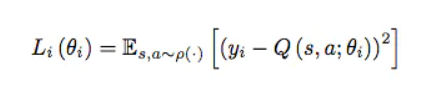 L_i (θ_i) = 𝔼_{s,a∼ρ(·)} [(y_i − Q (s, a; θ_i))^2]